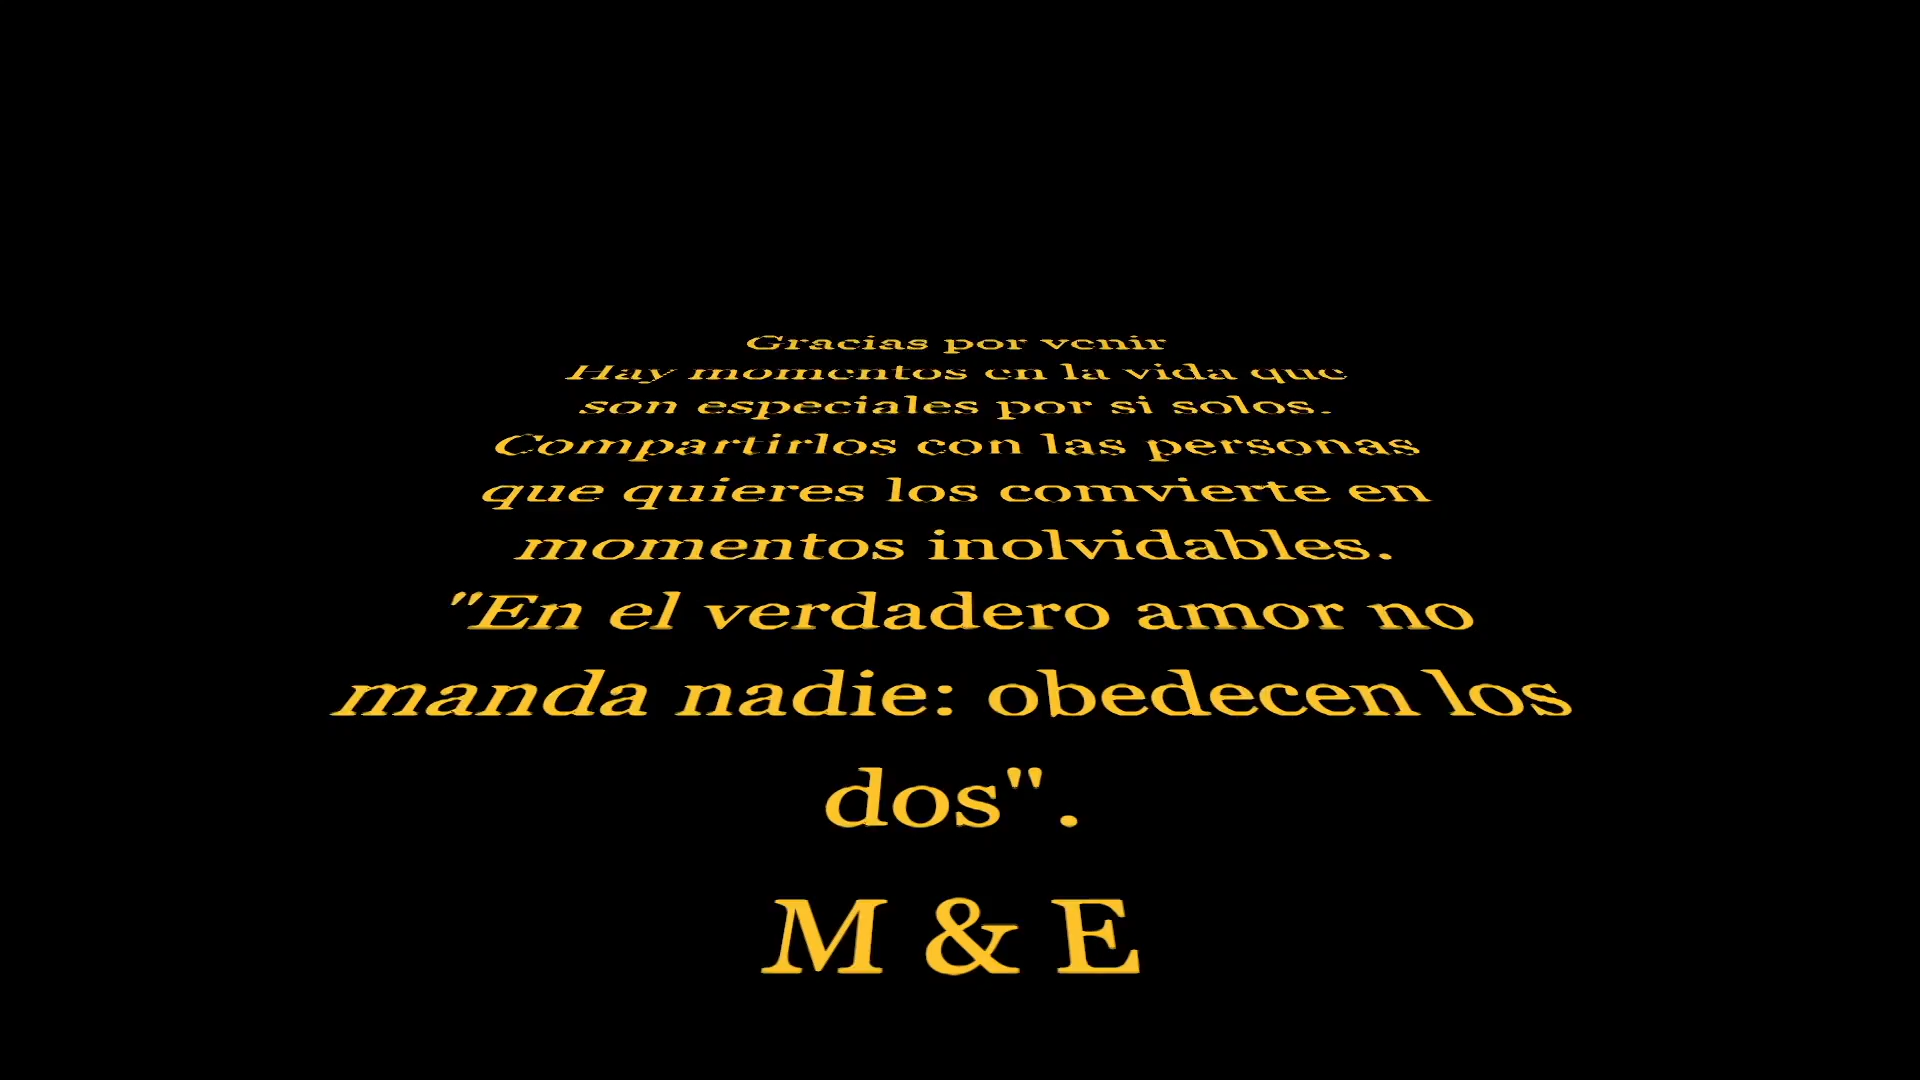 Gracias por venir
Hay momentos en la vida que
son especiales por si solos.
Compartirlos con las personas
que quieres los comvierte en
momentos inolvidables.
"En el verdadero amor no
manda nadie: obedecen los
dos".
M & E